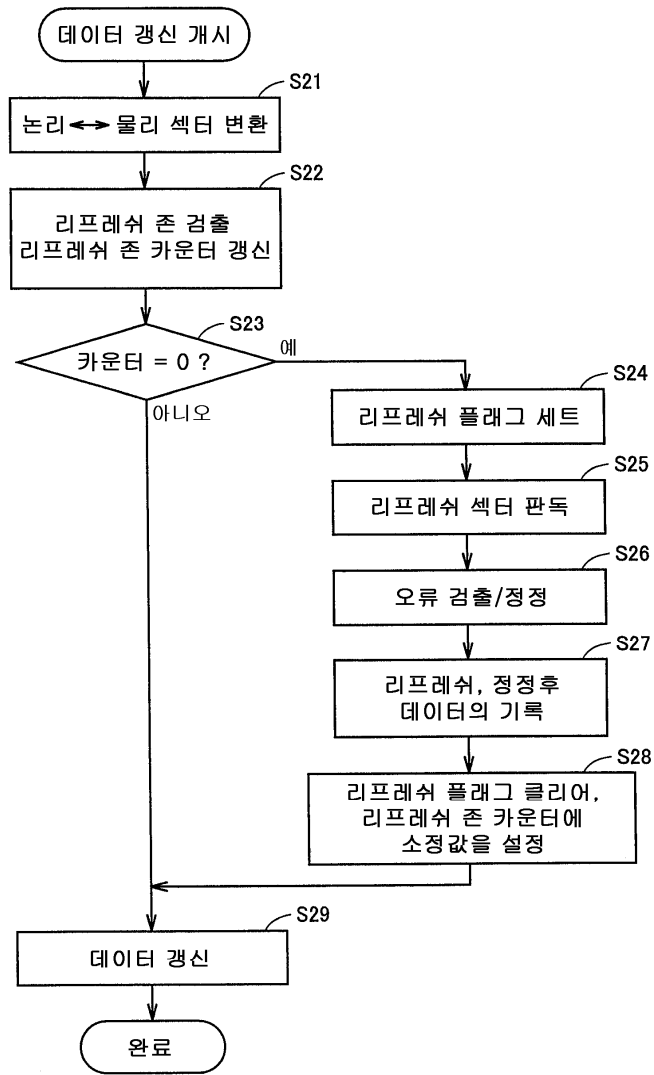 데이터 갱신 개시
S21
논리↔물리 섹터 변환
S22
리프레쉬 존 검출
리프레쉬 존 카운터 갱신
S23
카운터 = 0 ?
예
아니오
S24
리프레쉬 플래그 세트
S25
리프레쉬 섹터 판독
S26
오류 검출/정정
S27
리프레쉬, 정정후
데이터의 기록
S28
리프레쉬 플래그 클리어,
리프레쉬 존 카운터에
소정값을 설정
S29
데이터 갱신
완료